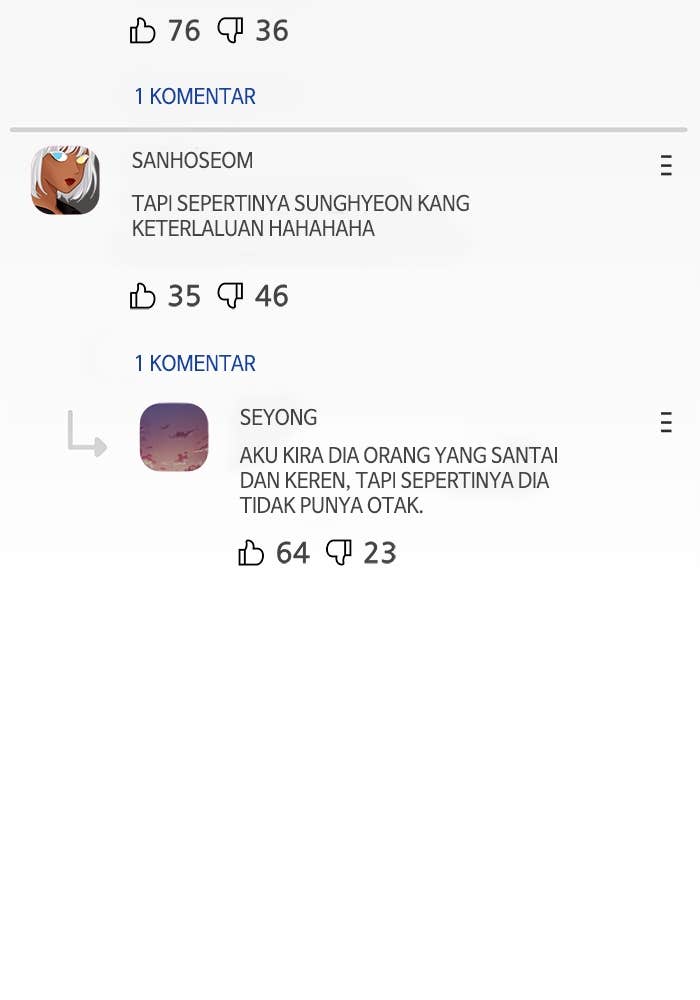 76 36
1 KOMENTAR
SANHOSEOM
TAPI SEPERTINYA SUNGHYEON KANG
KETERLALUAN HAHAHAHA
35 46
1 KOMENTAR
SEYONG
AKU KIRA DIA ORANG YANG SANTAI
DAN KEREN, TAPI SEPERTINYA DIA
TIDAK PUNYA OTAK.
64 23